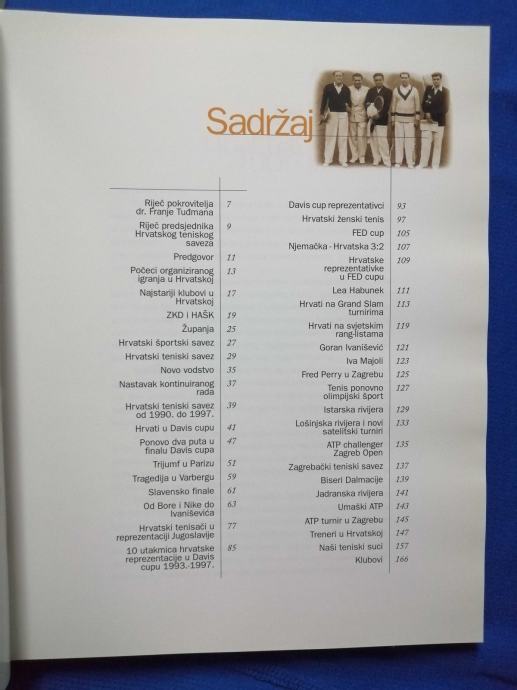 Sadržaj
Riječ pokrovitelja
dr. Franje Tuđmana 7
Riječ predsjednika
Hrvatskog teniskog
saveza 9
Predgovor 11
Počeci organiziranog
igranja u Hrvatskoj 13
Najstariji klubovi u
Hrvatskoj 17
ZKD i HAŠK 19
Županja 25
Hrvatski športski savez 27
Hrvatski teniski savez 29
Novo vodstvo 35
Nastavak kontinuiranog
rada 37
Hrvatski teniski savez
od 1990. do 1997. 39
Hrvati u Davis cupu 41
Ponovo dva puta u
finalu Davis cupa 47
Trijumf u Parizu 51
Tragedija u Varbergu 59
Slavensko finale 61
Od Bore i Nike do
Ivaniševića 63
Hrvatski tenisači u
reprezentaciji Jugoslavije 77
10 utakmica hrvatske
reprezentacije u Davis
cupu 1993.-1997. 85
Davis cup reprezentativci 93
Hrvatski ženski tenis 97
FED cup 105
Njemačka - Hrvatska 3:2 107
Hrvatske
reprezentativke
u FED cupu 109
Lea Habunek 111
Hrvati na Grand Slam
turnirima 113
Hrvati na svjetskim
rang-listama 119
Goran Ivanišević 121
Iva Majoli 123
Fred Perry u Zagrebu 125
Tenis ponovno
olimpijski šport 127
Istarska rivijera 129
Lošinjska rivijera i novi
satelitski turniri 133
ATP challenger
Zagreb Open 135
Zagrebački teniski savez 137
Biseri Dalmacije 139
Jadranska rivijera 141
Umaški ATP 143
ATP turnir u Zagrebu 145
Treneri u Hrvatskoj 147
Naši teniski suci 157
Klubovi 166